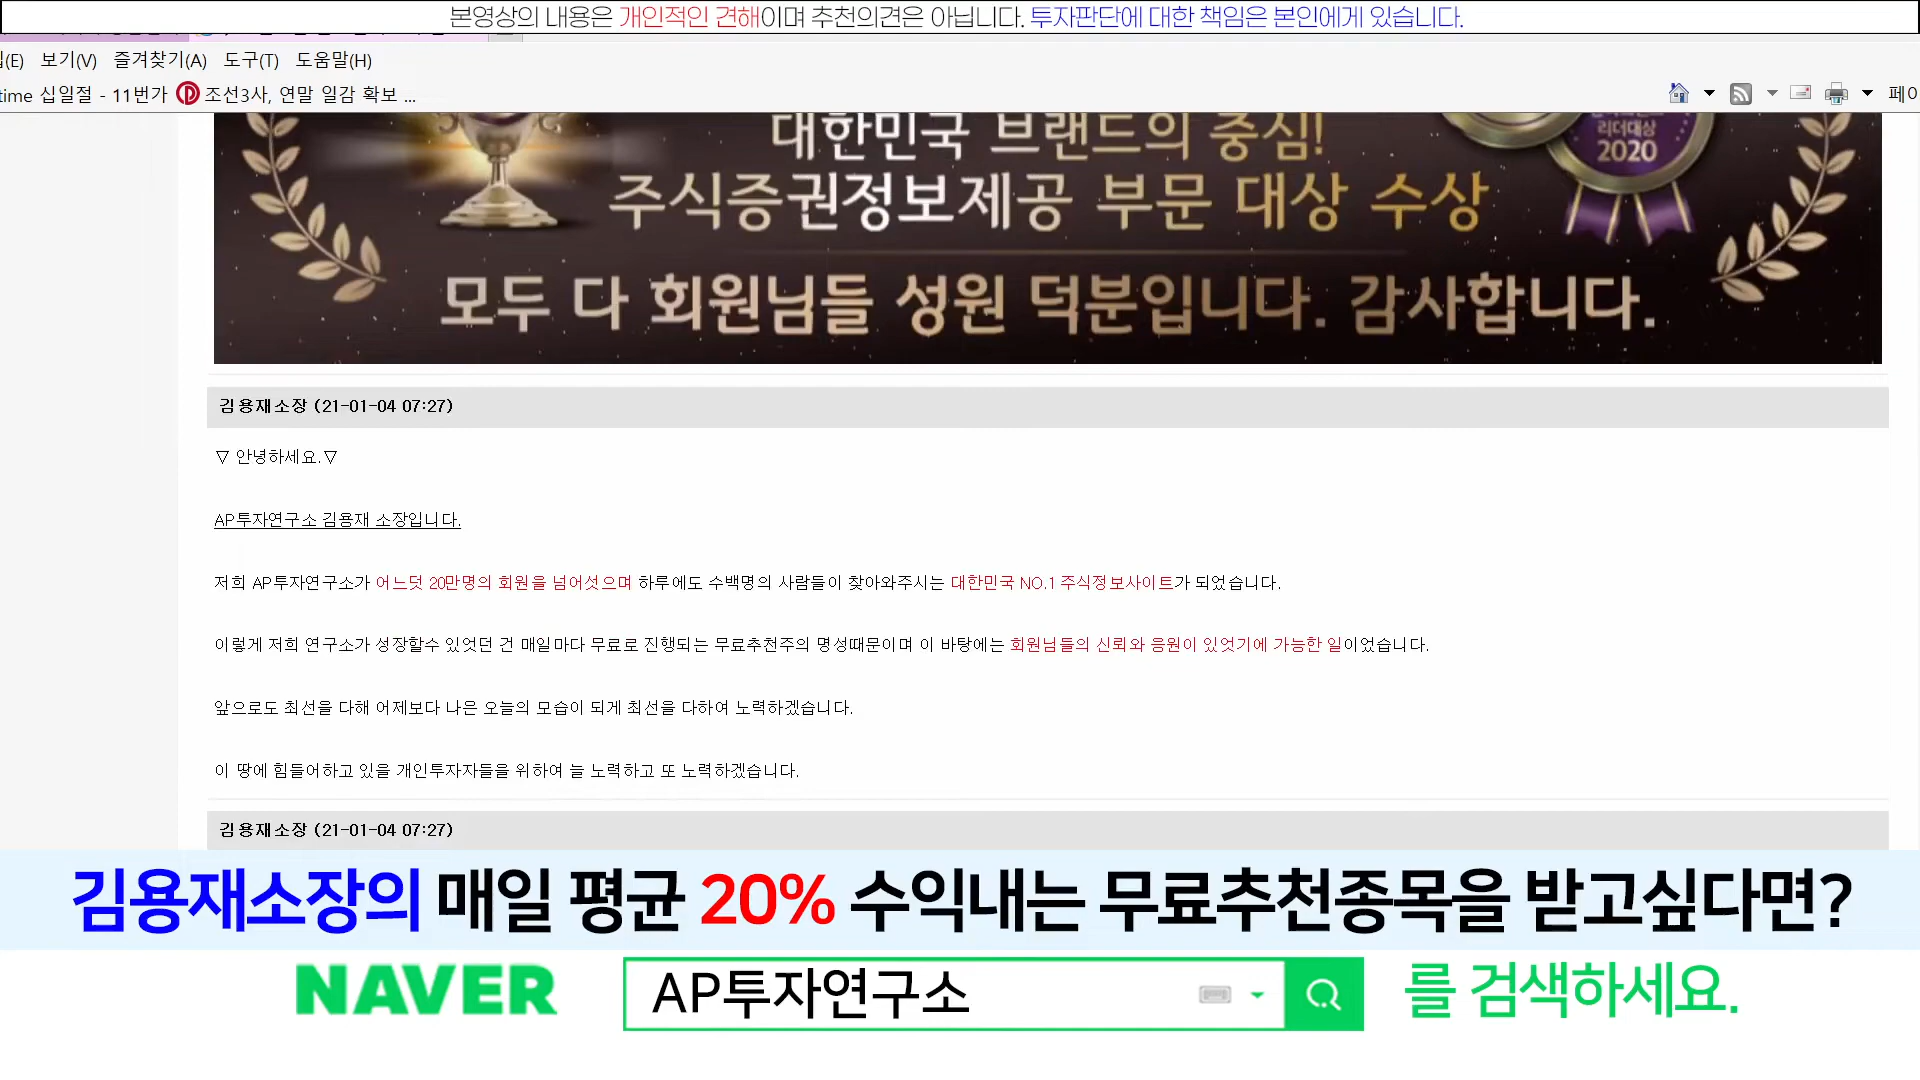 본영상의 내용은 개인적인 견해이며 추천의견은 아닙니다. 투자판단에 대한 책임은 본인에게 있습니다.
(E) 보기(V) 즐겨찾기(A) 도구(T) 도움말(H)
time 십일절 - 11번가 조선3사, 연말 일감 확보 ...
페이
대한민국 브랜드의 중심!
리더대상
2020
주식증권정보제공 부문 대상 수상
모두 다 회원님들 성원 덕분입니다. 감사합니다.
김용재소장 (21-01-04 07:27)
▽ 안녕하세요.▽
AP투자연구소 김용재 소장입니다.
저희 AP투자연구소가 어느덧 20만명의 회원을 넘어섯으며 하루에도 수백명의 사람들이 찾아와주시는 대한민국 NO.1 주식정보사이트가 되었습니다.
이렇게 저희 연구소가 성장할수 있엇던 건 매일마다 무료로 진행되는 무료추천주의 명성때문이며 이 바탕에는 회원님들의 신뢰와 응원이 있엇기에 가능한 일이었습니다.
앞으로도 최선을 다해 어제보다 나은 오늘의 모습이 되게 최선을 다하여 노력하겠습니다.
이 땅에 힘들어하고 있을 개인투자자들을 위하여 늘 노력하고 또 노력하겠습니다.
김용재소장 (21-01-04 07:27)
김용재소장의 매일 평균 20% 수익내는 무료추천종목을 받고싶다면?
NAVER AP투자연구소 를 검색하세요.